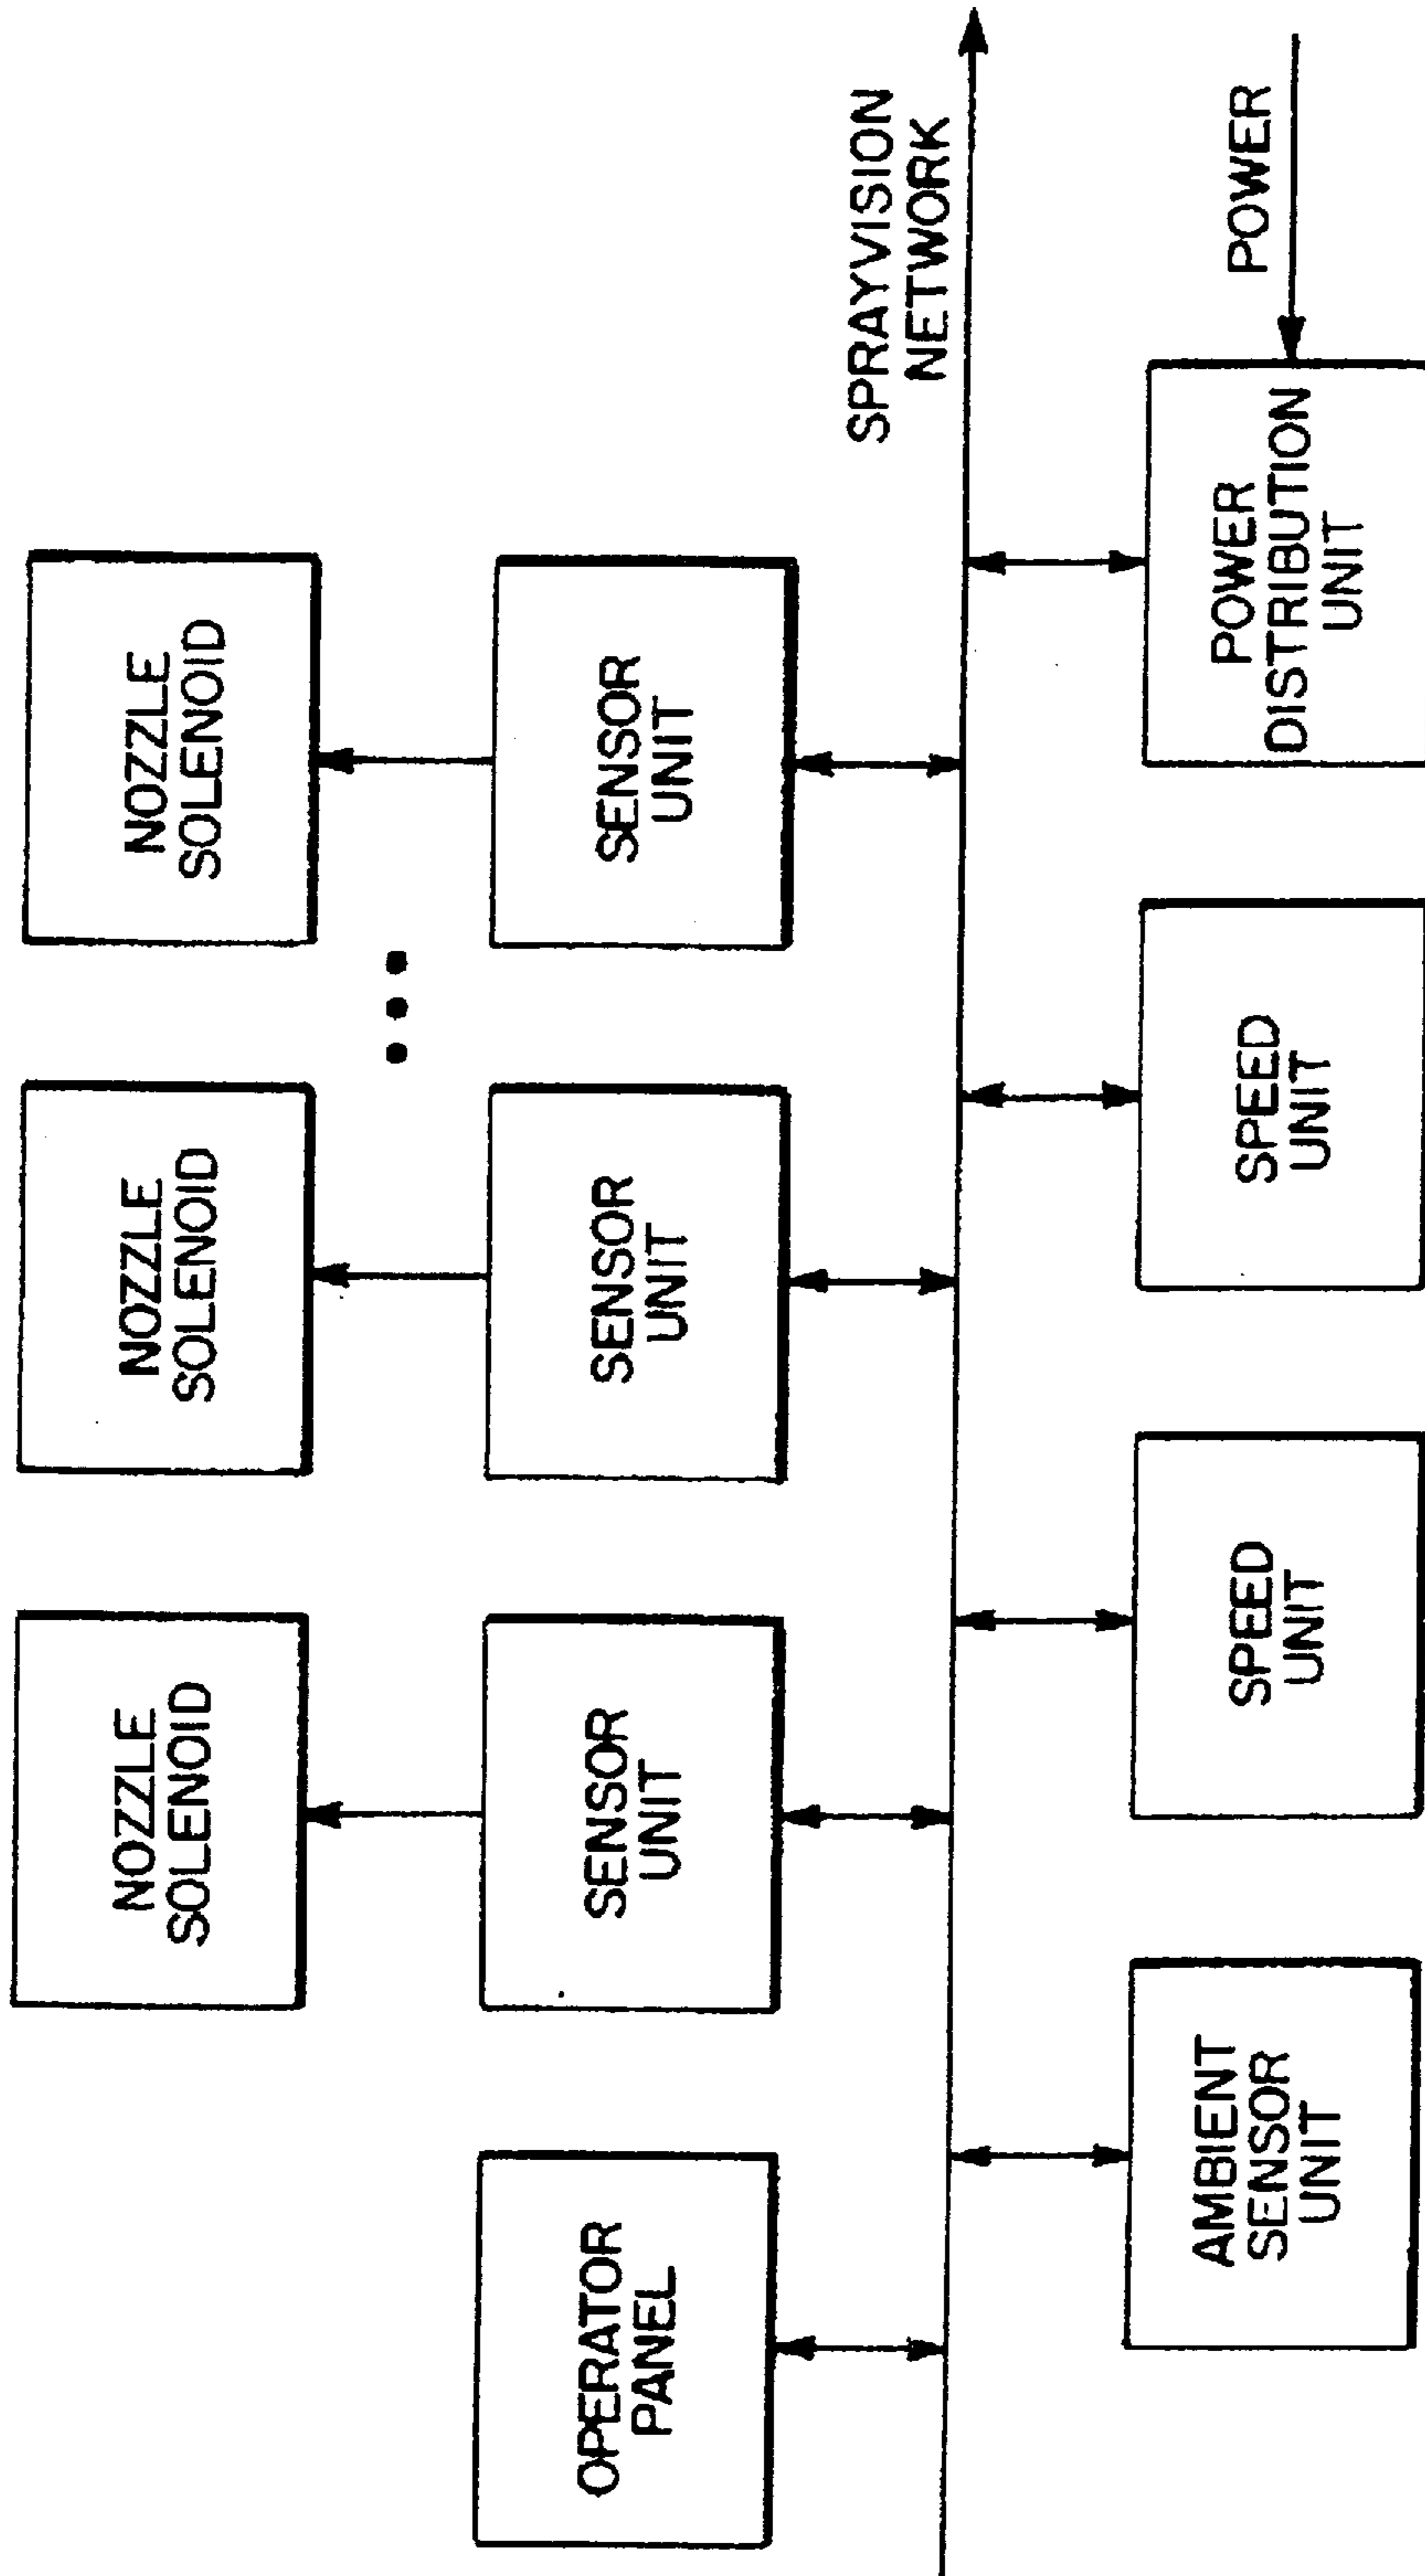 NOZZLE
SOLENOID
NOZZLE
SOLENOID
NOZZLE
SOLENOID
OPERATOR
PANEL
SENSOR
UNIT
SENSOR
UNIT
SENSOR
UNIT
SPRAYVISION
NETWORK
AMBIENT
SENSOR
UNIT
SPEED
UNIT
SPEED
UNIT
POWER
DISTRIBUTION
UNIT
POWER